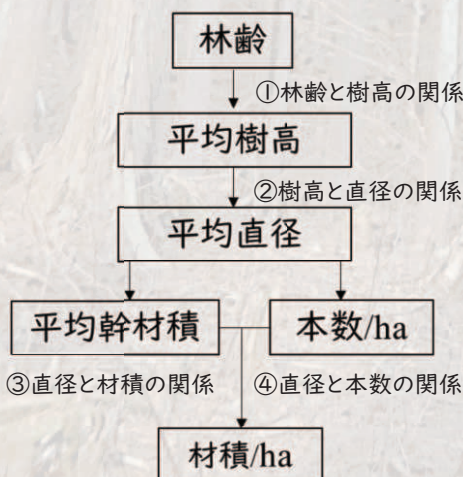 林齢
①林齢と樹高の関係
平均樹高
②樹高と直径の関係
平均直径
平均幹材積
本数/ha
③直径と材積の関係
④直径と本数の関係
材積/ha